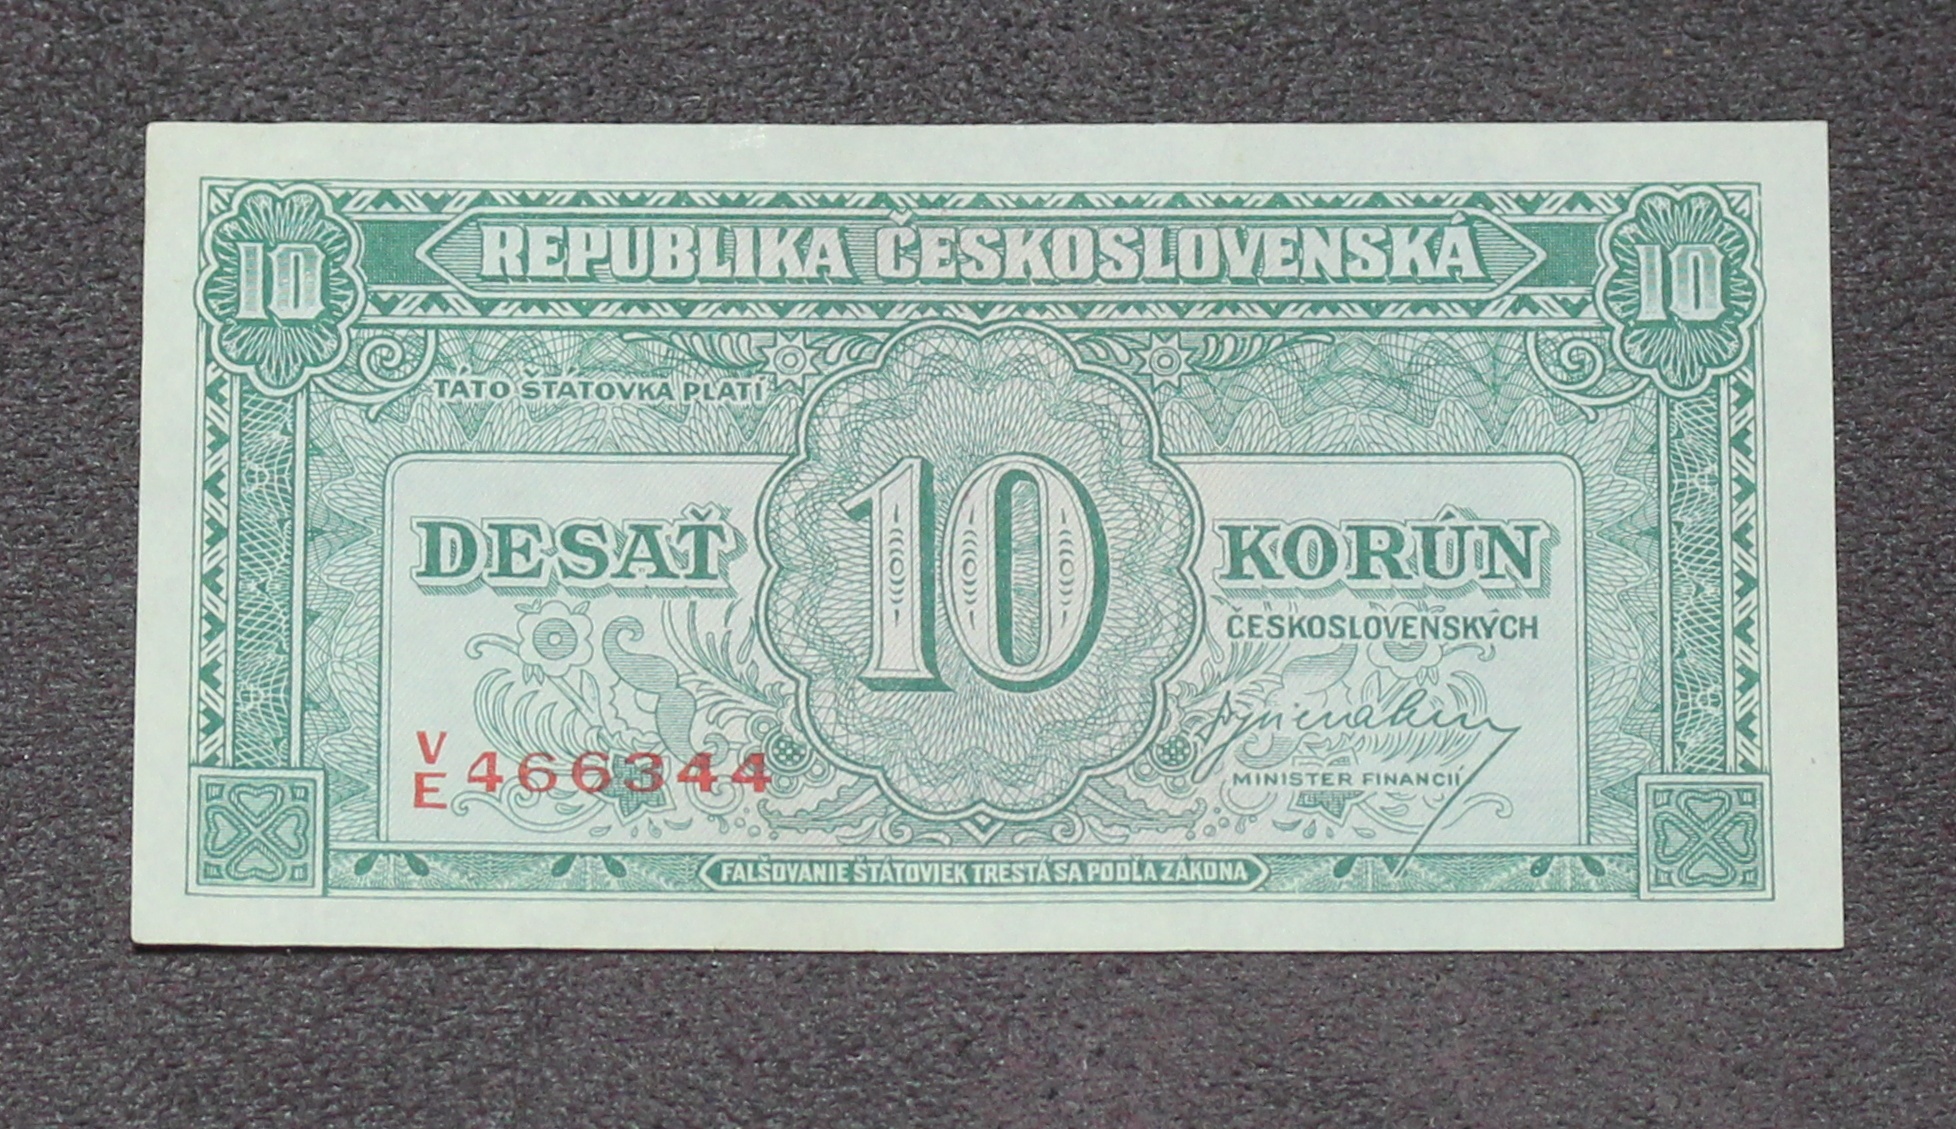 10 REPUBLIKA ČESKOSLOVENSKÁ 10
TÁTO ŠTÁTOVKA PLATÍ
DESAŤ 10 KORÚN
ČESKOSLOVENSKÝCH
V
E 466344
MINISTER FINANCIÍ
FALŠOVANIE ŠTÁTOVIEK TRESTÁ SA PODĽA ZÁKONA